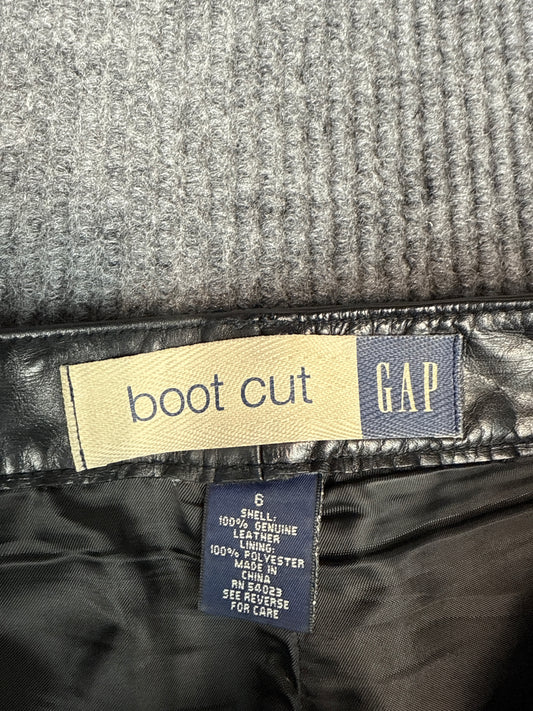 boot cut GAP
6
SHELL:
100% GENUINE
LEATHER
LINING:
100% POLYESTER
MADE IN
CHINA
RN 54023
SEE REVERSE
FOR CARE